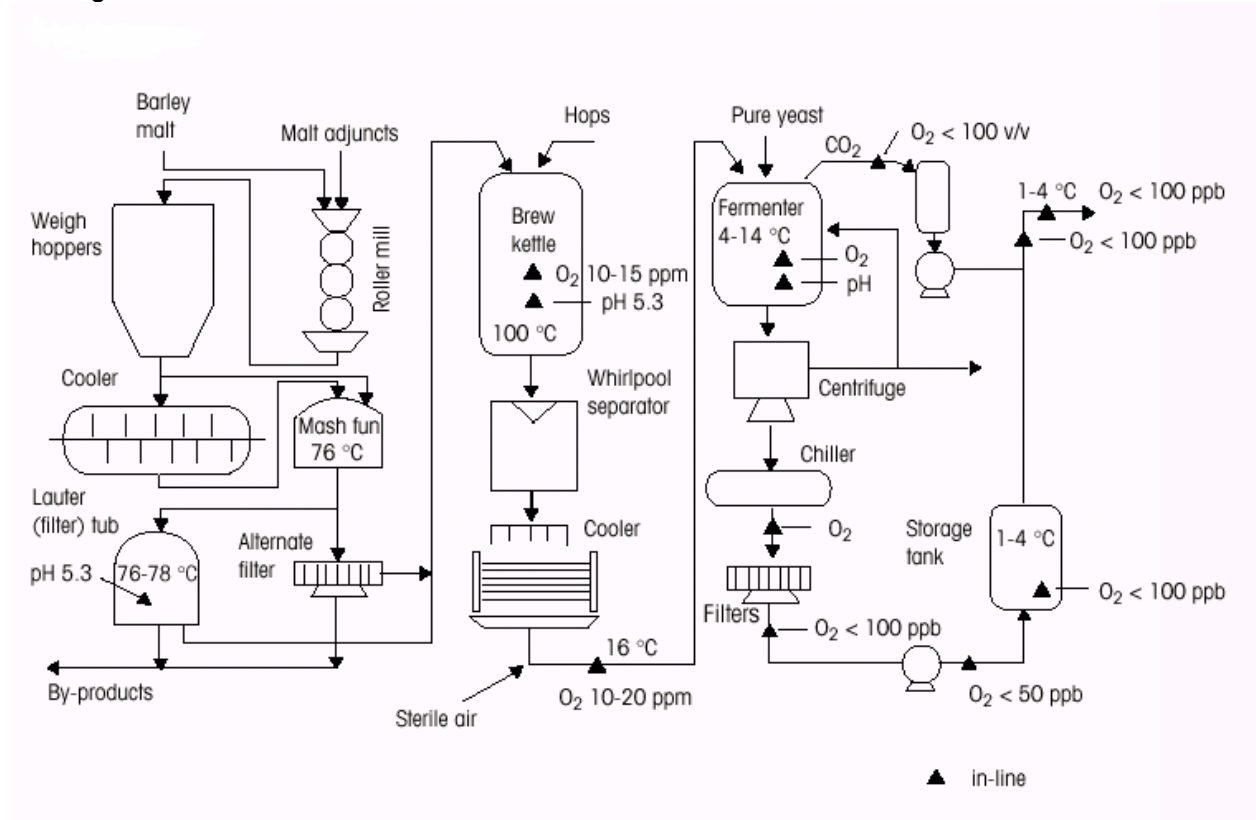 Barley
malt
Malt adjuncts
Weigh
hoppers
Roller mill
Cooler
Mash fun
76 °C
Lauter
(filter) tub
pH 5.3
76-78 °C
Alternate
filter
By-products
Hops
Brew
kettle
O2 10-15 ppm
pH 5.3
100 °C
Whirlpool
separator
Cooler
16 °C
O2 10-20 ppm
Sterile air
Pure yeast
CO2
O2 < 100 v/v
Fermenter
4-14 °C
O2
pH
Centrifuge
Chiller
O2
Filters
O2 < 100 ppb
O2 < 50 ppb
Storage
tank
1-4 °C
O2 < 100 ppb
1-4 °C O2 < 100 ppb
O2 < 100 ppb
in-line